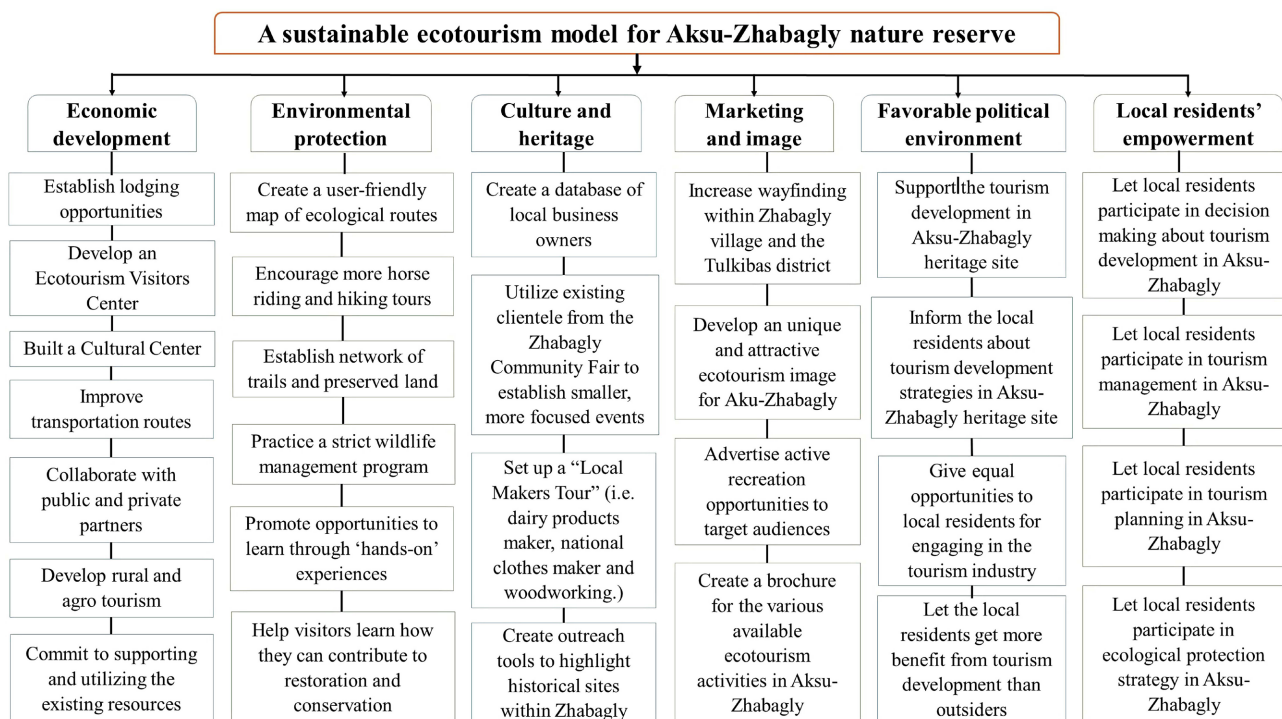 A sustainable ecotourism model for Aksu-Zhabagly nature reserve
Economic
development
Establish lodging
opportunities
Develop an
Ecotourism Visitors
Center
Built a Cultural Center
Improve
transportation routes
Collaborate with
public and private
partners
Develop rural and
agro tourism
Commit to supporting
and utilizing the
existing resources
Environmental
protection
Create a user-friendly
map of ecological routes
Encourage more horse
riding and hiking tours
Establish network of
trails and preserved land
Practice a strict wildlife
management program
Promote opportunities to
learn through ‘hands-on’
experiences
Help visitors learn how
they can contribute to
restoration and
conservation
Culture and
heritage
Create a database of
local business
owners
Utilize existing
clientele from the
Zhabagly
Community Fair to
establish smaller,
more focused events
Set up a “Local
Makers Tour” (i.e.
dairy products
maker, national
clothes maker and
woodworking.)
Create outreach
tools to highlight
historical sites
within Zhabagly
Marketing
and image
Increase wayfinding
within Zhabagly
village and the
Tulkibas district
Develop an unique
and attractive
ecotourism image
for Aku-Zhabagly
Advertise active
recreation
opportunities to
target audiences
Create a brochure
for the various
available
ecotourism
activities in Aksu-
Zhabagly
Favorable political
environment
Support the tourism
development in
Aksu-Zhabagly
heritage site
Inform the local
residents about
tourism development
strategies in Aksu-
Zhabagly heritage site
Give equal
opportunities to
local residents for
engaging in the
tourism industry
Let the local
residents get more
benefit from tourism
development than
outsiders
Local residents’
empowerment
Let local residents
participate in decision
making about tourism
development in Aksu-
Zhabagly
Let local residents
participate in tourism
management in Aksu-
Zhabagly
Let local residents
participate in tourism
planning in Aksu-
Zhabagly
Let local residents
participate in
ecological protection
strategy in Aksu-
Zhabagly